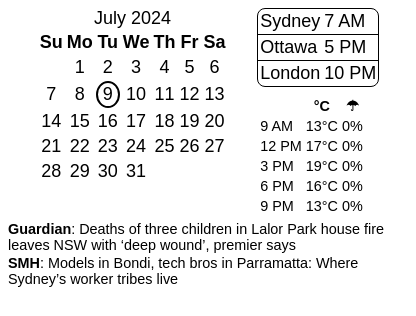 July 2024
Su Mo Tu We Th Fr Sa
1 2 3 4 5 6
7 8 9 10 11 12 13
14 15 16 17 18 19 20
21 22 23 24 25 26 27
28 29 30 31
Sydney 7 AM
Ottawa 5 PM
London 10 PM
°C ☂
9 AM 13°C 0%
12 PM 17°C 0%
3 PM 19°C 0%
6 PM 16°C 0%
9 PM 13°C 0%
Guardian: Deaths of three children in Lalor Park house fire
leaves NSW with ‘deep wound’, premier says
SMH: Models in Bondi, tech bros in Parramatta: Where
Sydney’s worker tribes live